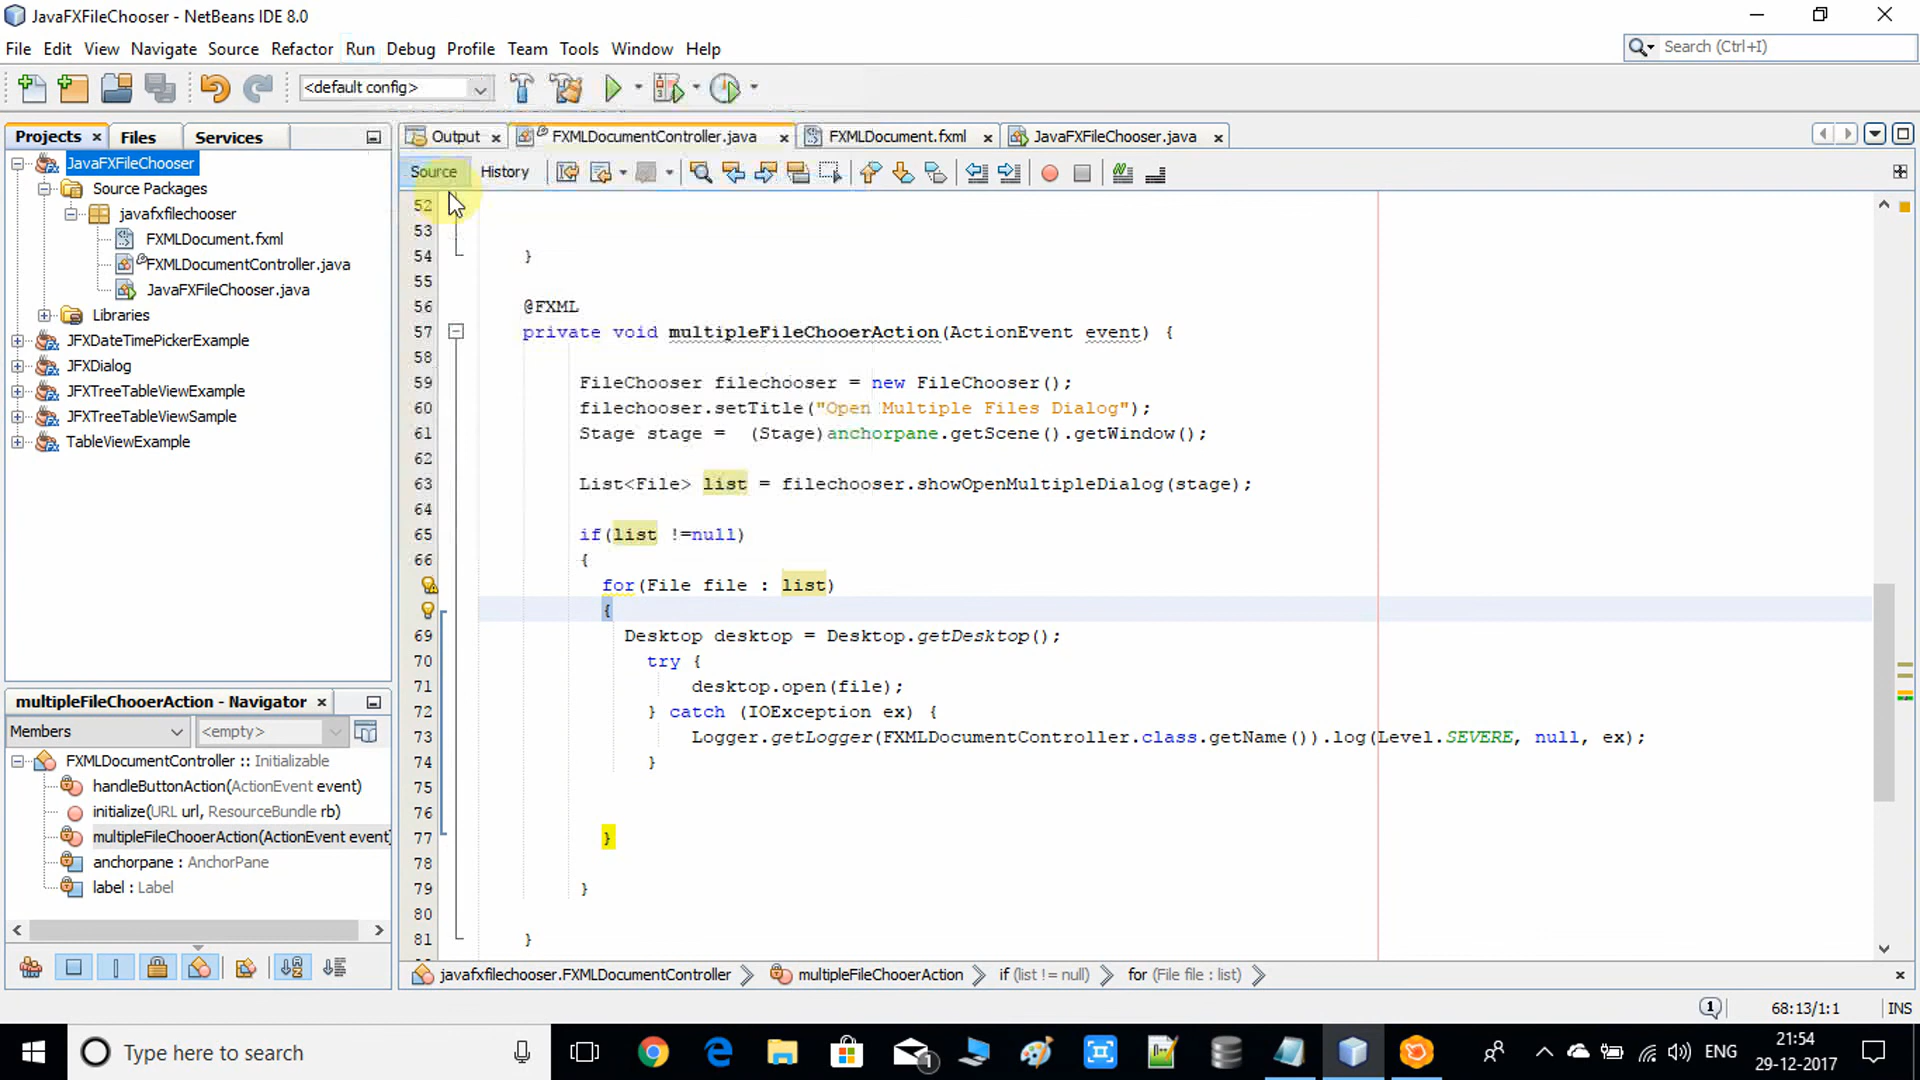 JavaFXFileChooser - NetBeans IDE 8.0
File Edit View Navigate Source Refactor Run Debug Profile Team Tools Window Help
Search (Ctrl+I)
<default config>
Projects × Files Services
Output × FXMLDocumentController.java × FXMLDocument.fxml × JavaFXFileChooser.java ×
Source History
JavaFXFileChooser
Source Packages
javafxfilechooser
FXMLDocument.fxml
FXMLDocumentController.java
JavaFXFileChooser.java
Libraries
JFXDateTimePickerExample
JFXDialog
JFXTreeTableViewExample
JFXTreeTableViewSample
TableViewExample
52
53
54 }
55
56 @FXML
57 private void multipleFileChooerAction(ActionEvent event) {
58
59 FileChooser filechooser = new FileChooser();
60 filechooser.setTitle("Open Multiple Files Dialog");
61 Stage stage =  (Stage)anchorpane.getScene().getWindow();
62
63 List<File> list = filechooser.showOpenMultipleDialog(stage);
64
65 if(list !=null)
66 {
for(File file : list)
{
69 Desktop desktop = Desktop.getDesktop();
70 try {
71 desktop.open(file);
72 } catch (IOException ex) {
73 Logger.getLogger(FXMLDocumentController.class.getName()).log(Level.SEVERE, null, ex);
74 }
75
76
77 }
78
79 }
80
81 }
multipleFileChooerAction - Navigator ×
Members <empty>
FXMLDocumentController :: Initializable
handleButtonAction(ActionEvent event)
initialize(URL url, ResourceBundle rb)
multipleFileChooerAction(ActionEvent event)
anchorpane : AnchorPane
label : Label
javafxfilechooser.FXMLDocumentController multipleFileChooerAction if (list != null) for (File file : list)
1 68:13/1:1 INS
Type here to search
1
ENG
21:54
29-12-2017